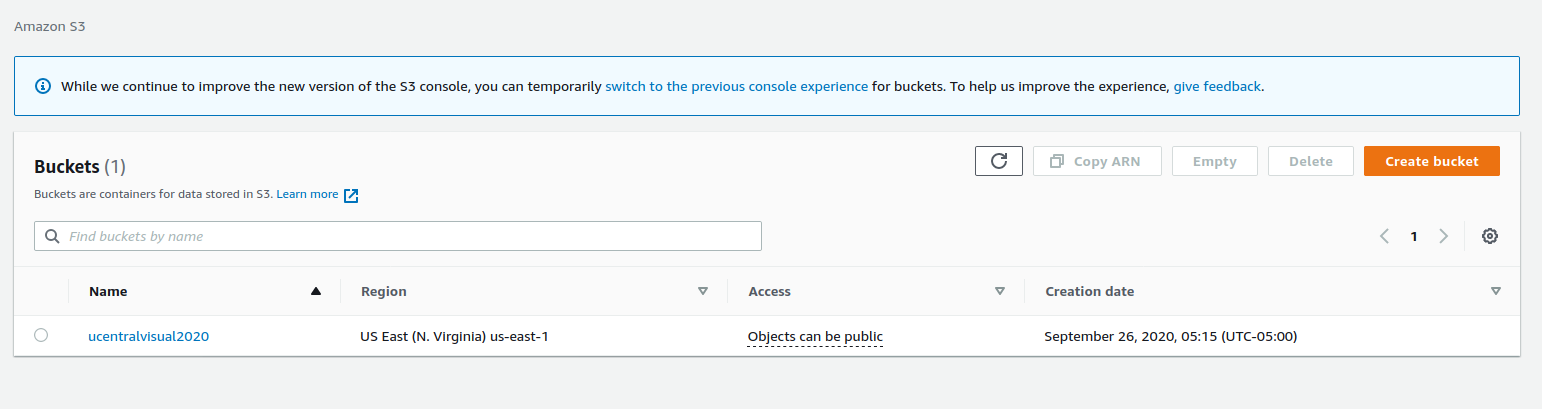 Amazon S3
While we continue to improve the new version of the S3 console, you can temporarily switch to the previous console experience for buckets. To help us improve the experience, give feedback.
Buckets (1)
Copy ARN
Empty
Delete
Create bucket
Buckets are containers for data stored in S3. Learn more
Find buckets by name
1
Name Region Access Creation date
ucentralvisual2020 US East (N. Virginia) us-east-1 Objects can be public September 26, 2020, 05:15 (UTC-05:00)